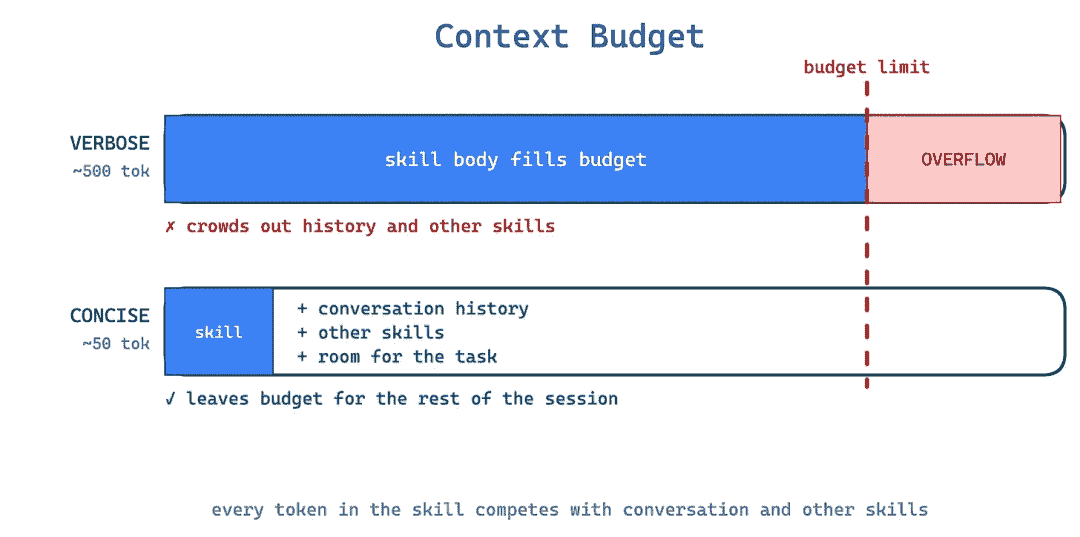 Context Budget
budget limit
VERBOSE
~500 tok
skill body fills budget
OVERFLOW
✗ crowds out history and other skills
CONCISE
~50 tok
skill
+ conversation history
+ other skills
+ room for the task
✓ leaves budget for the rest of the session
every token in the skill competes with conversation and other skills